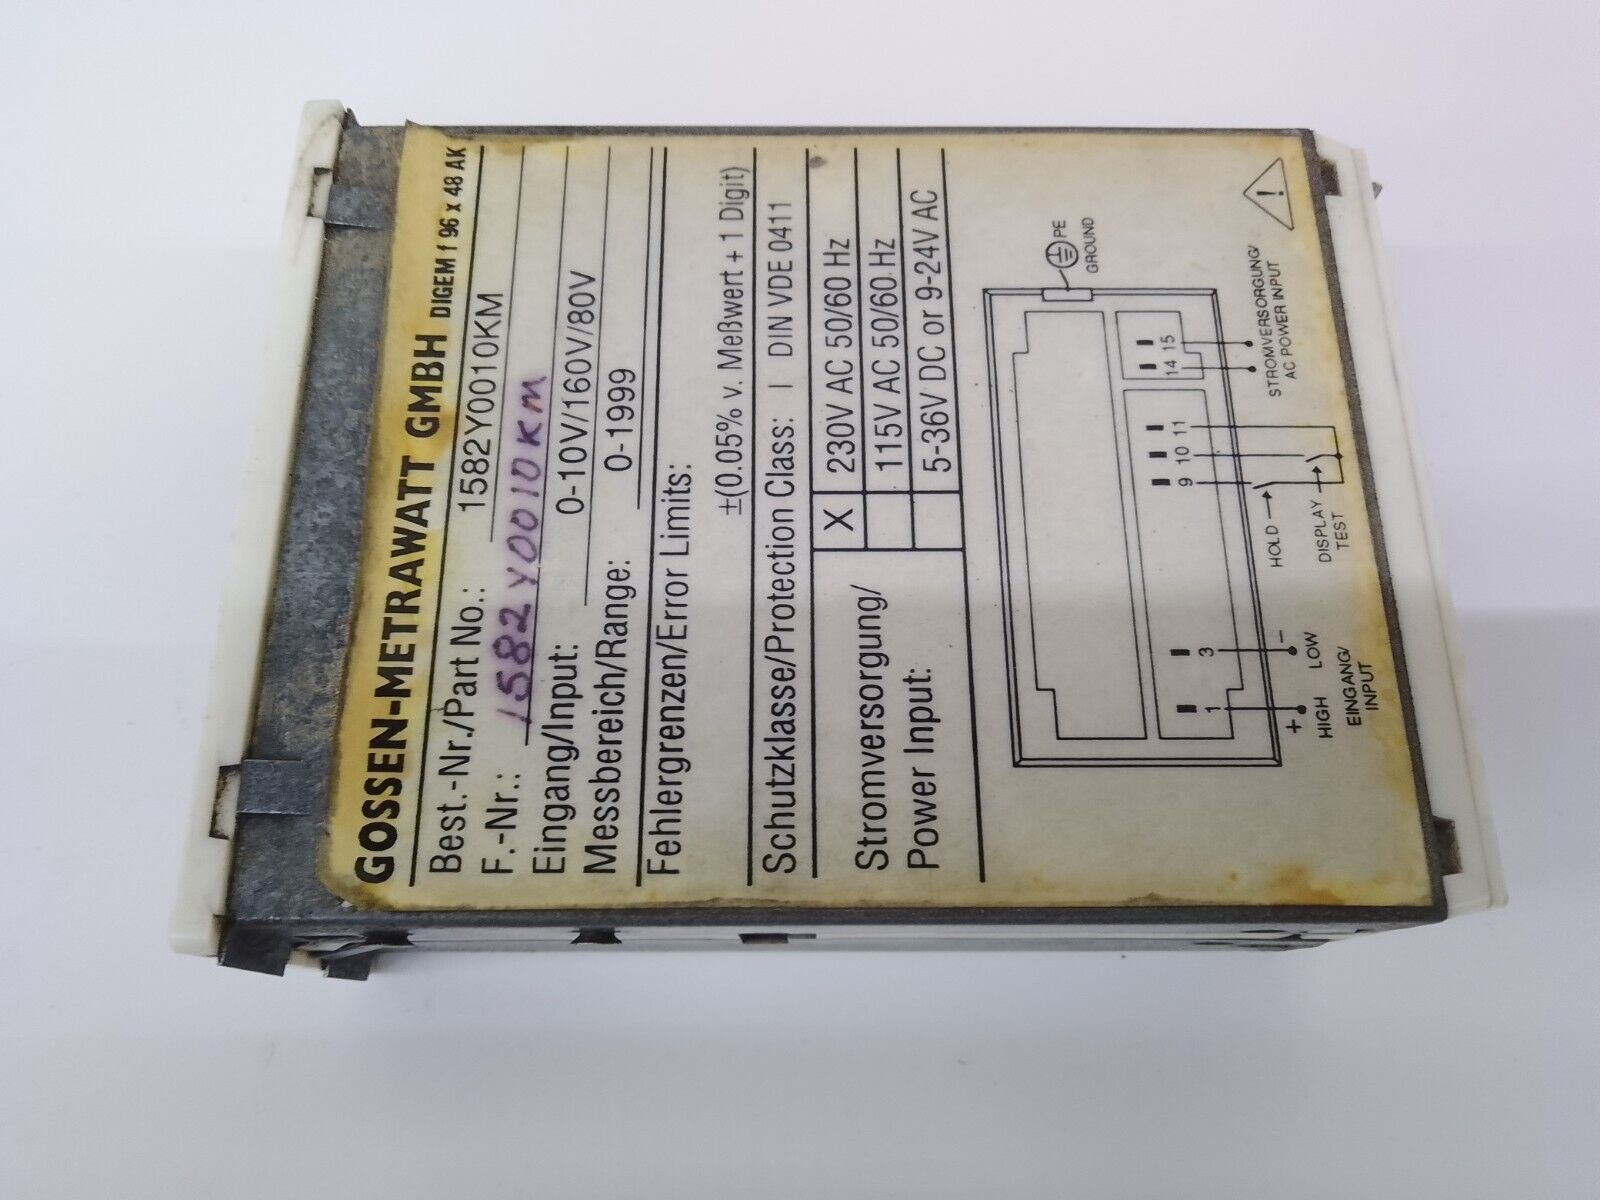 GOSSEN-METRAWATT GMBH DIGEM f 96 x 48 AK
Best.-Nr./Part No.: 1582Y0010KM
F.-Nr.: 1582Y0010KM
Eingang/Input: 0-10V/160V/80V
Messbereich/Range: 0-1999
Fehlergrenzen/Error Limits:
±(0.05% v. Meßwert + 1 Digit)
Schutzklasse/Protection Class: I DIN VDE 0411
Stromversorgung/
Power Input:
X 230V AC 50/60 Hz
115V AC 50/60 Hz
5-36V DC or 9-24V AC
PE
GROUND
1 3 9 10 11 14 15
+ −
HIGH LOW
EINGANG/
INPUT
HOLD
DISPLAY
TEST
STROMVERSORGUNG/
AC POWER INPUT
!